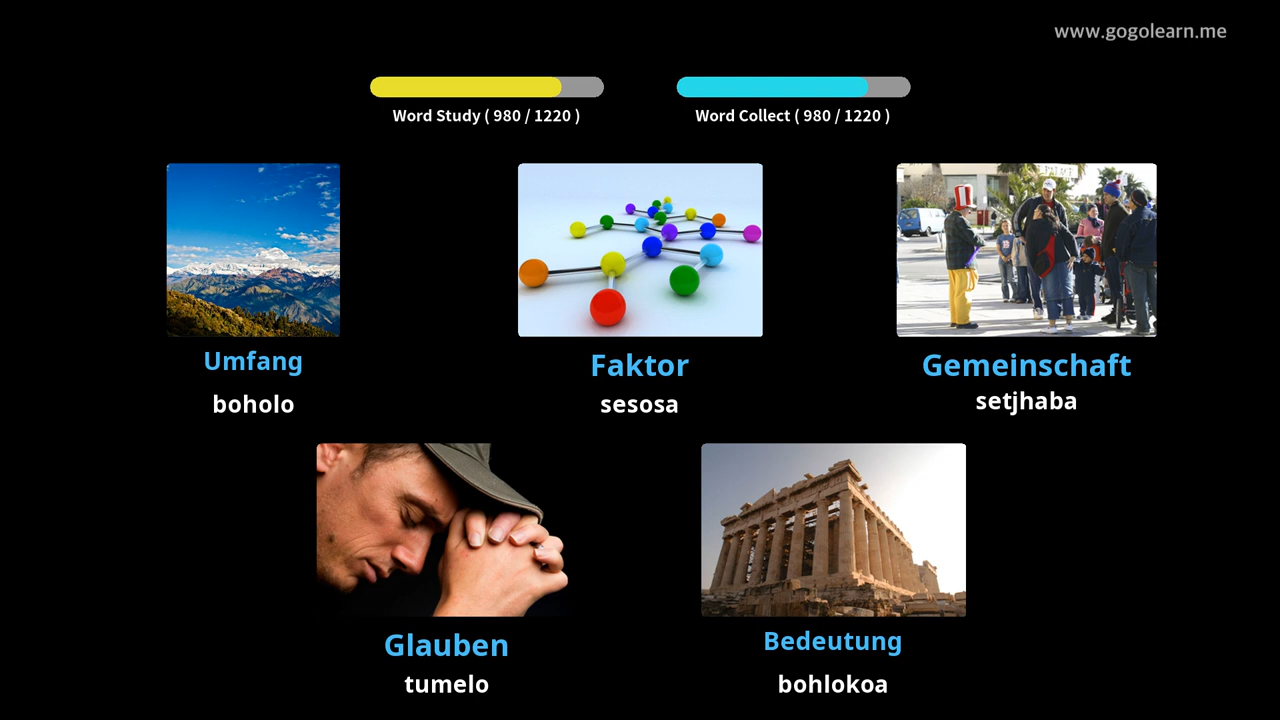 www.gogolearn.me
Word Study ( 980 / 1220 )
Word Collect ( 980 / 1220 )
Umfang
boholo
Faktor
sesosa
Gemeinschaft
setjhaba
Glauben
tumelo
Bedeutung
bohlokoa